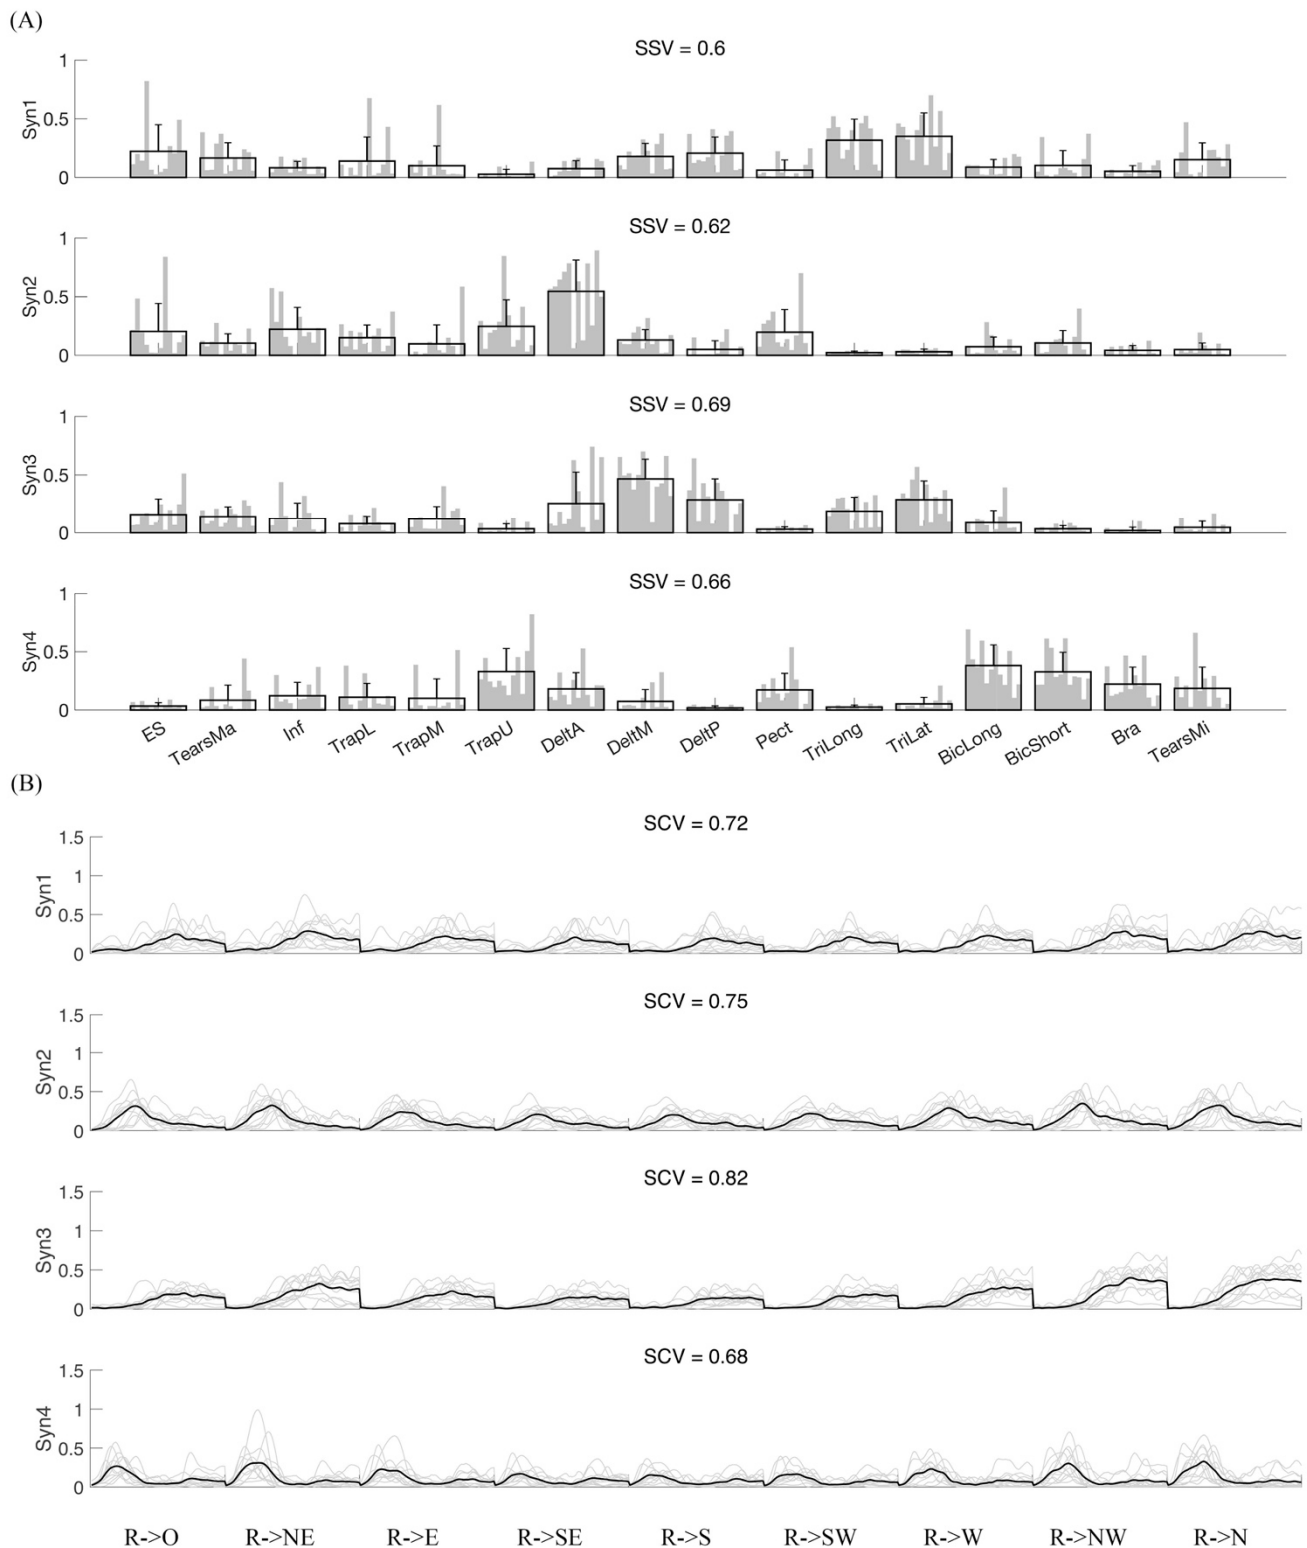 (A)
SSV = 0.6
1
0.5
0
Syn1
SSV = 0.62
1
0.5
0
Syn2
SSV = 0.69
1
0.5
0
Syn3
SSV = 0.66
1
0.5
0
Syn4
ES TearsMa Inf TrapL TrapM TrapU DeltA DeltM DeltP Pect TriLong TriLat BicLong BicShort Bra TearsMi
(B)
SCV = 0.72
1.5
1
0.5
0
Syn1
SCV = 0.75
1.5
1
0.5
0
Syn2
SCV = 0.82
1.5
1
0.5
0
Syn3
SCV = 0.68
1.5
1
0.5
0
Syn4
R->O R->NE R->E R->SE R->S R->SW R->W R->NW R->N